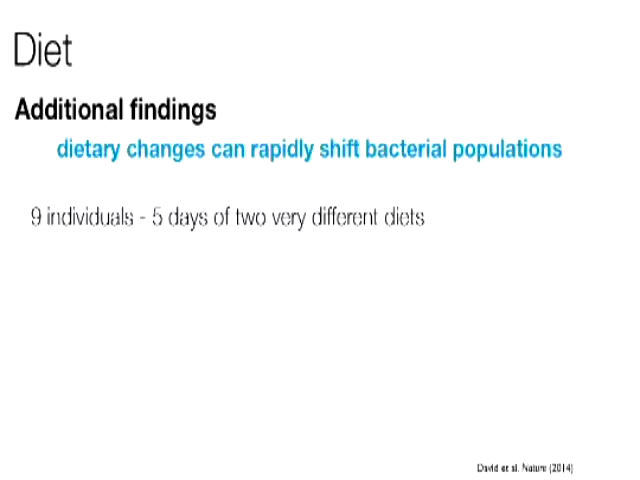 Diet
Additional findings
dietary changes can rapidly shift bacterial populations
9 individuals - 5 days of two very different diets
David et al. Nature (2014)